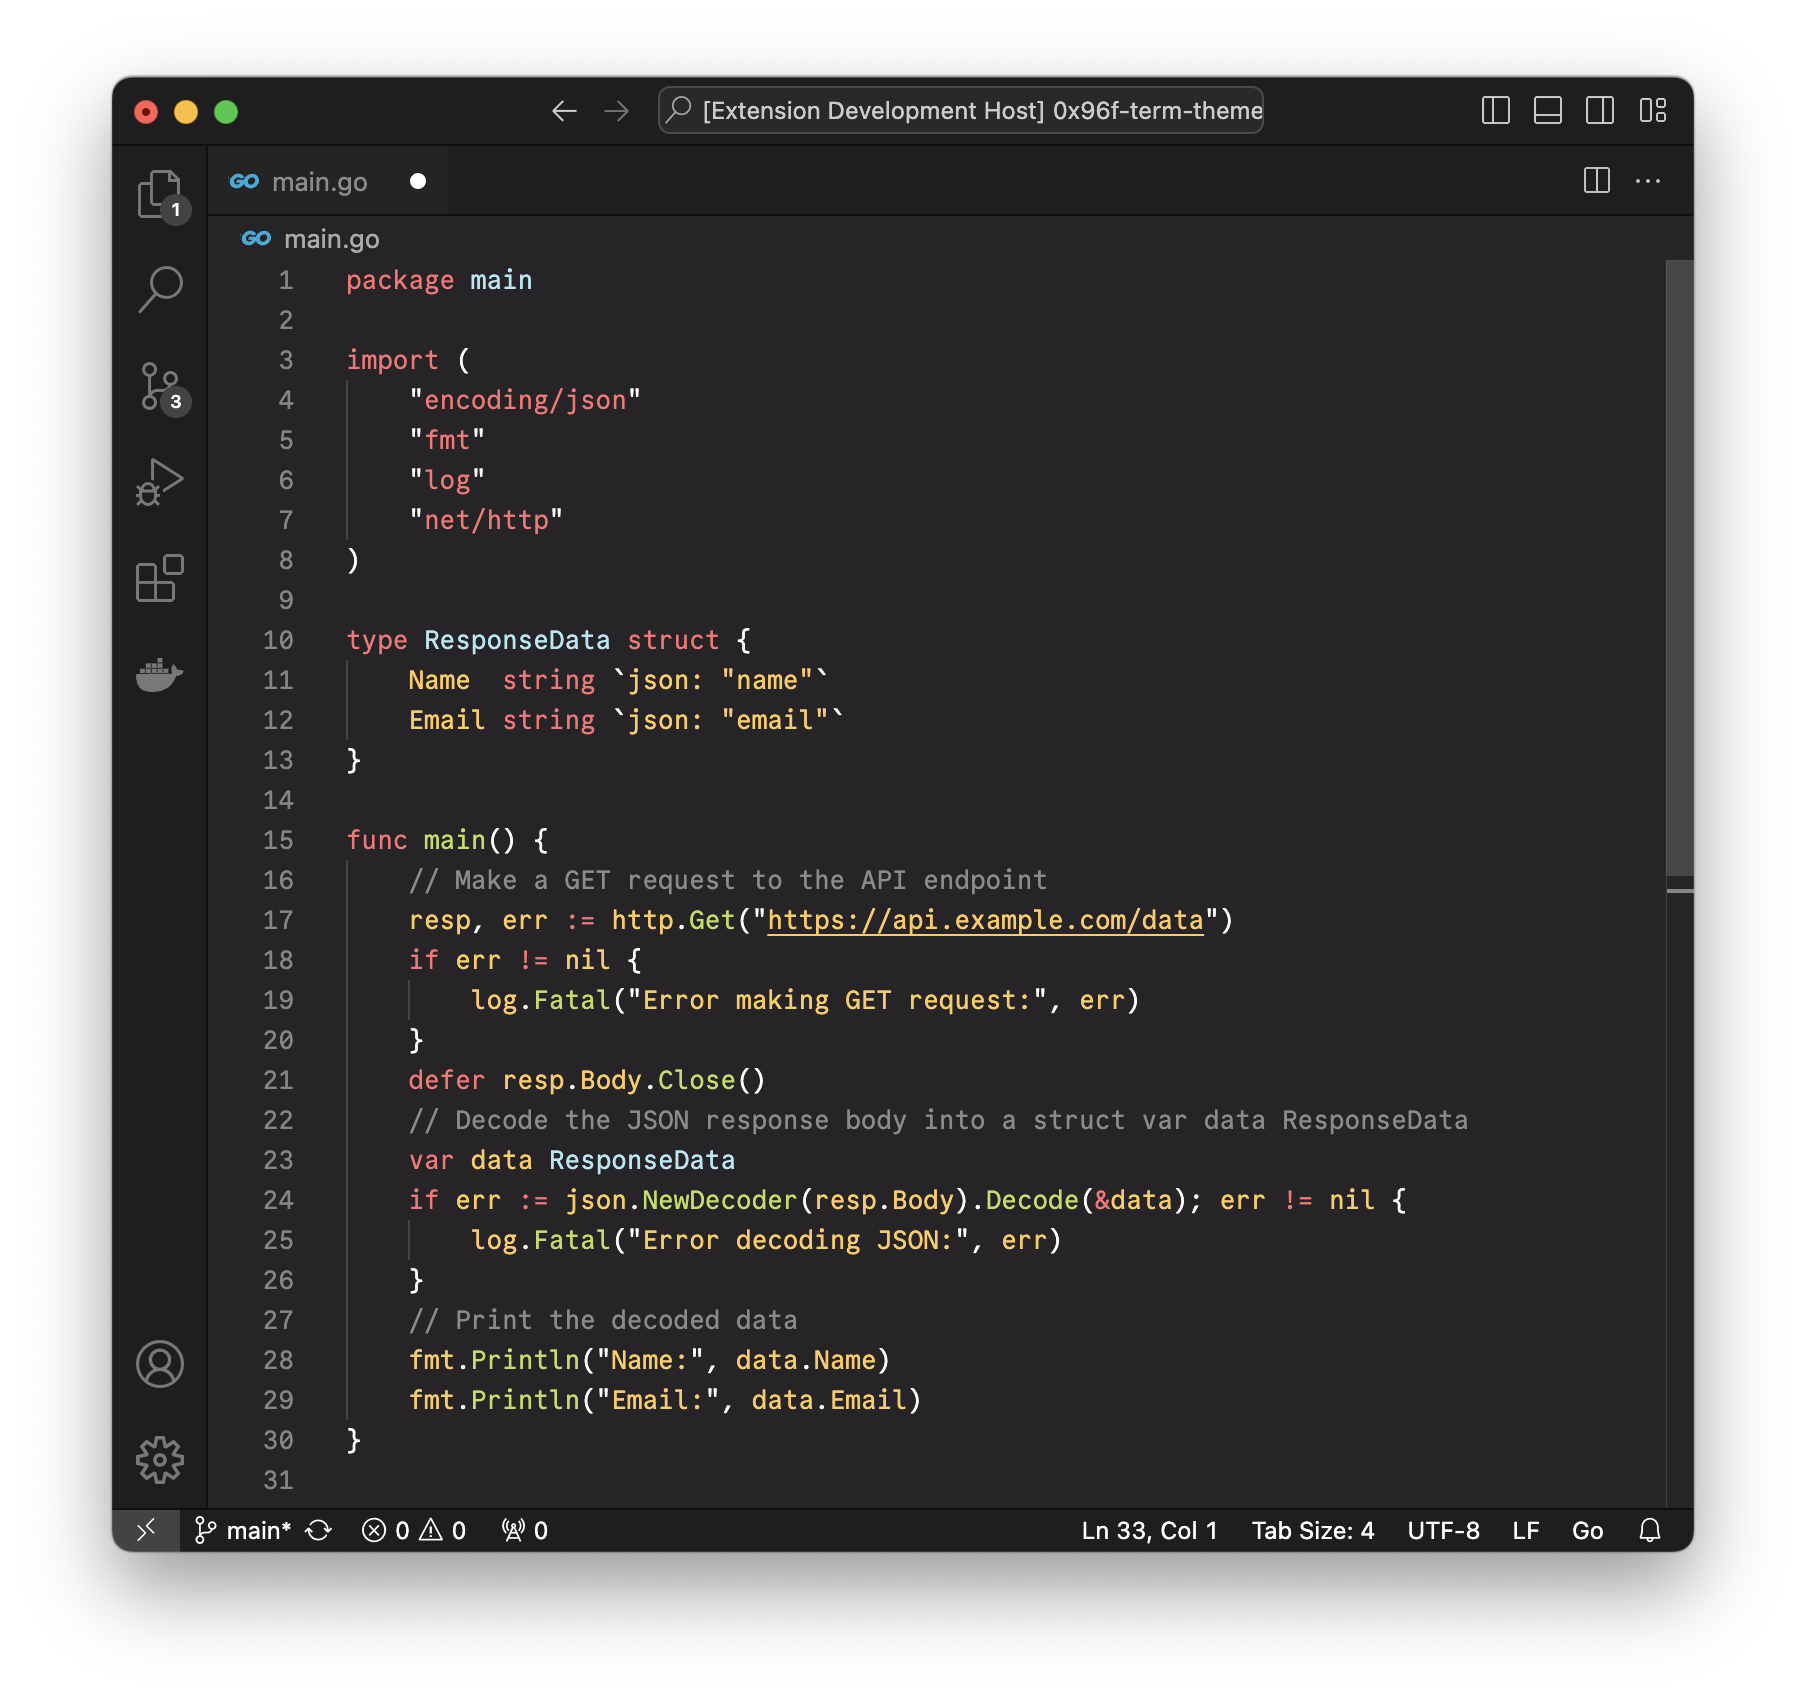 [Extension Development Host] 0x96f-term-theme
GO main.go
1
GO main.go
3
1 package main
2
3 import (
4     "encoding/json"
5     "fmt"
6     "log"
7     "net/http"
8 )
9
10 type ResponseData struct {
11     Name  string `json: "name"`
12     Email string `json: "email"`
13 }
14
15 func main() {
16     // Make a GET request to the API endpoint
17     resp, err := http.Get("https://api.example.com/data")
18     if err != nil {
19         log.Fatal("Error making GET request:", err)
20     }
21     defer resp.Body.Close()
22     // Decode the JSON response body into a struct var data ResponseData
23     var data ResponseData
24     if err := json.NewDecoder(resp.Body).Decode(&data); err != nil {
25         log.Fatal("Error decoding JSON:", err)
26     }
27     // Print the decoded data
28     fmt.Println("Name:", data.Name)
29     fmt.Println("Email:", data.Email)
30 }
31
main* 0 0 0 Ln 33, Col 1 Tab Size: 4 UTF-8 LF Go